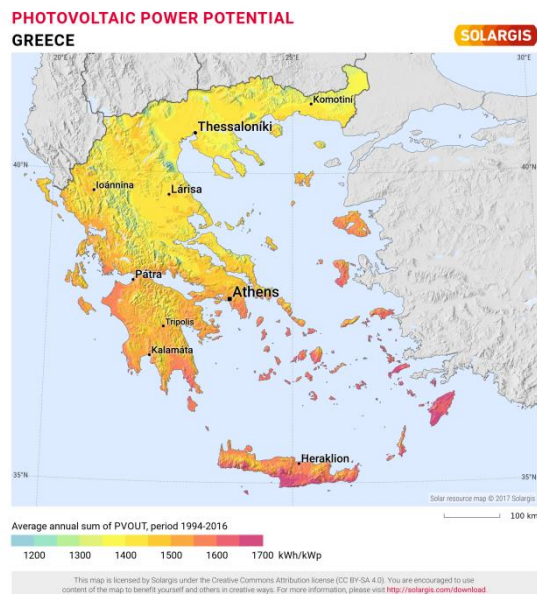 PHOTOVOLTAIC POWER POTENTIAL
GREECE
SOLARGIS
20°E
25°E
30°E
Komotiní
Thessaloníki
40°N
40°N
Ioánnina
Lárisa
Pátra
Athens
Tripolis
Kalamáta
Heraklion
35°N
35°N
Solar resource map © 2017 Solargis
100 km
Average annual sum of PVOUT, period 1994-2016
1200 1300 1400 1500 1600 1700 kWh/kWp
This map is licensed by Solargis under the Creative Commons Attribution license (CC BY-SA 4.0). You are encouraged to use
content of the map to benefit yourself and others in creative ways. For more information, please visit http://solargis.com/download.